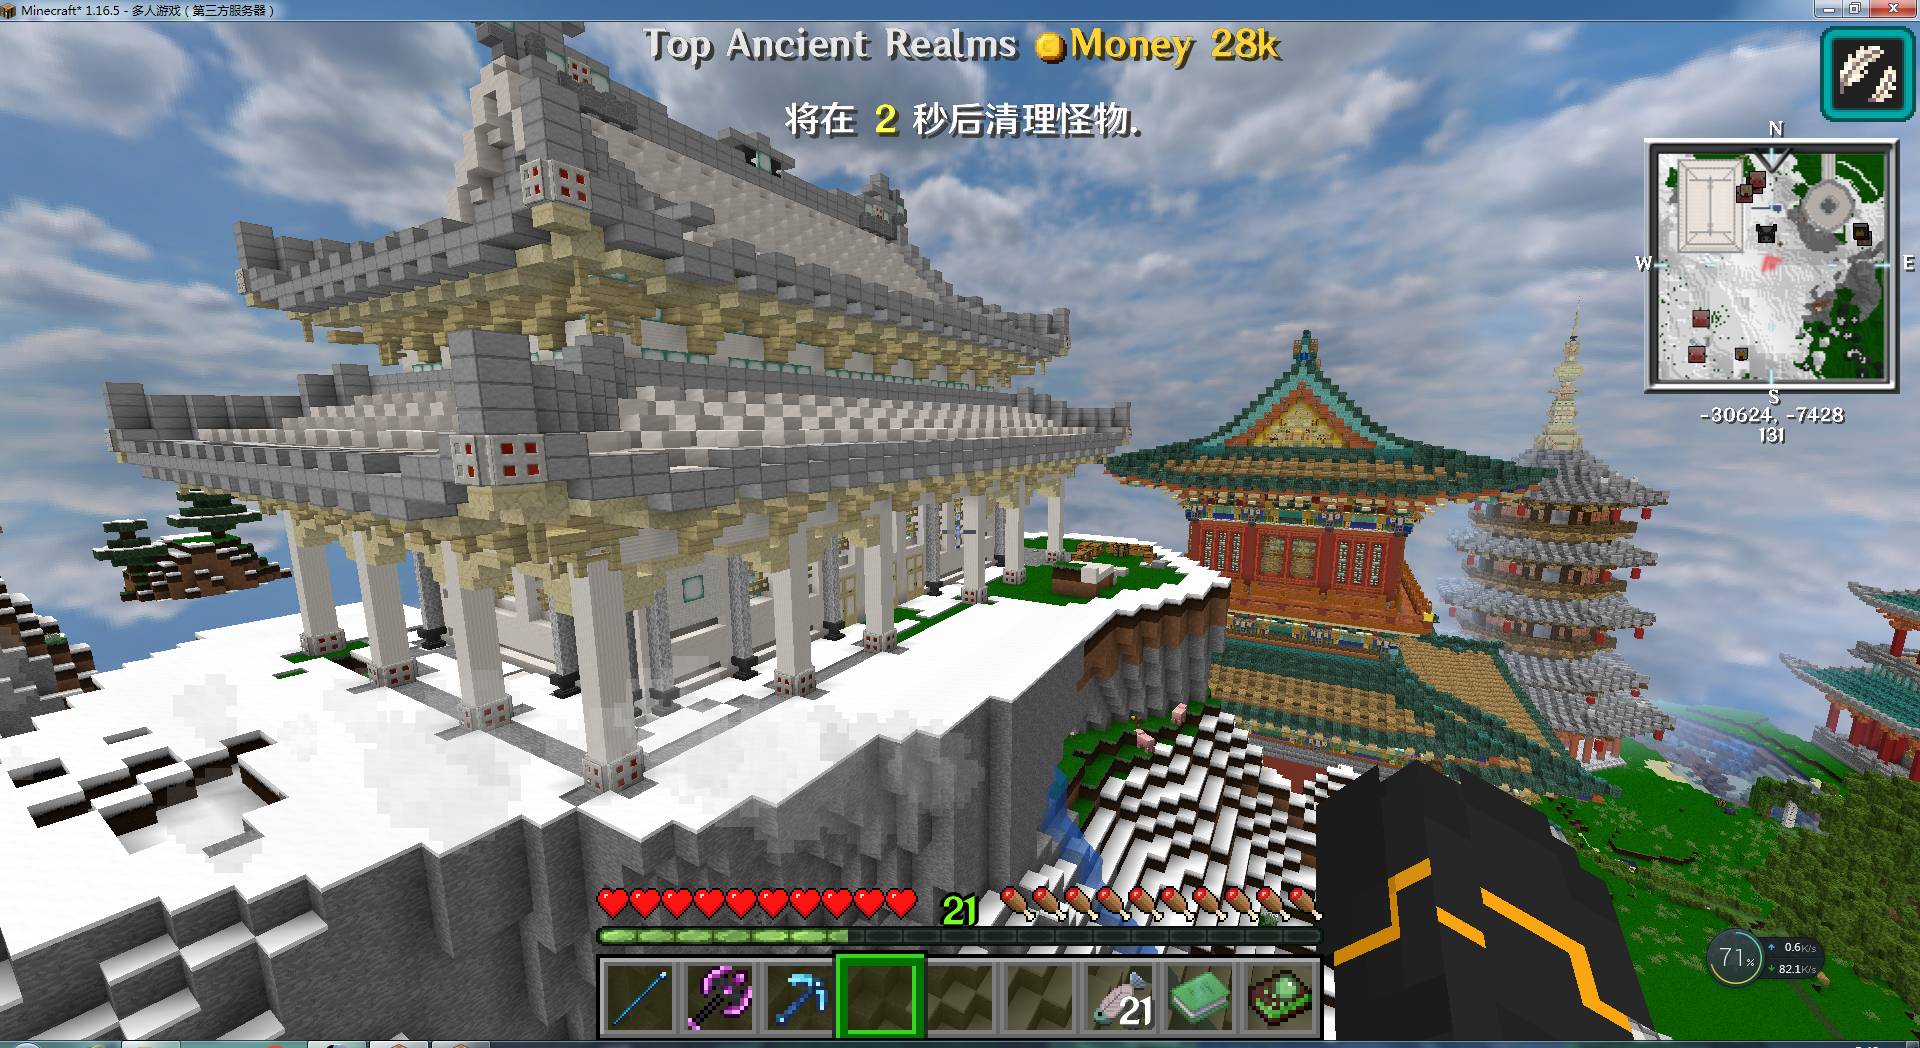 Minecraft* 1.16.5 - 多人游戏（第三方服务器）
Top Ancient Realms Money 28k
将在 2 秒后清理怪物.
N
W
E
S
-30624, -7428
131
21
21
71%
0.6K/s
82.1K/s